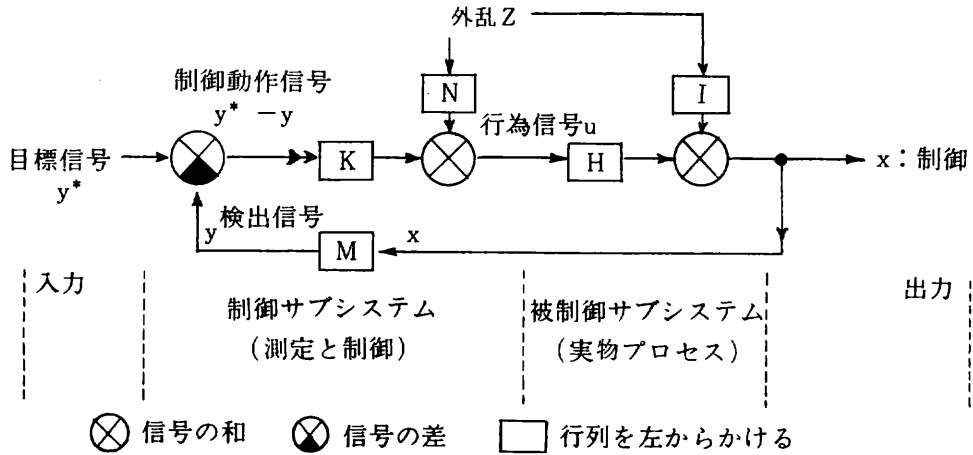 外乱Z
制御動作信号
y* −y
N
I
行為信号u
目標信号
y*
K
H
x：制御
検出信号
y
M
x
入力
制御サブシステム
（測定と制御）
被制御サブシステム
（実物プロセス）
出力
信号の和
信号の差
行列を左からかける